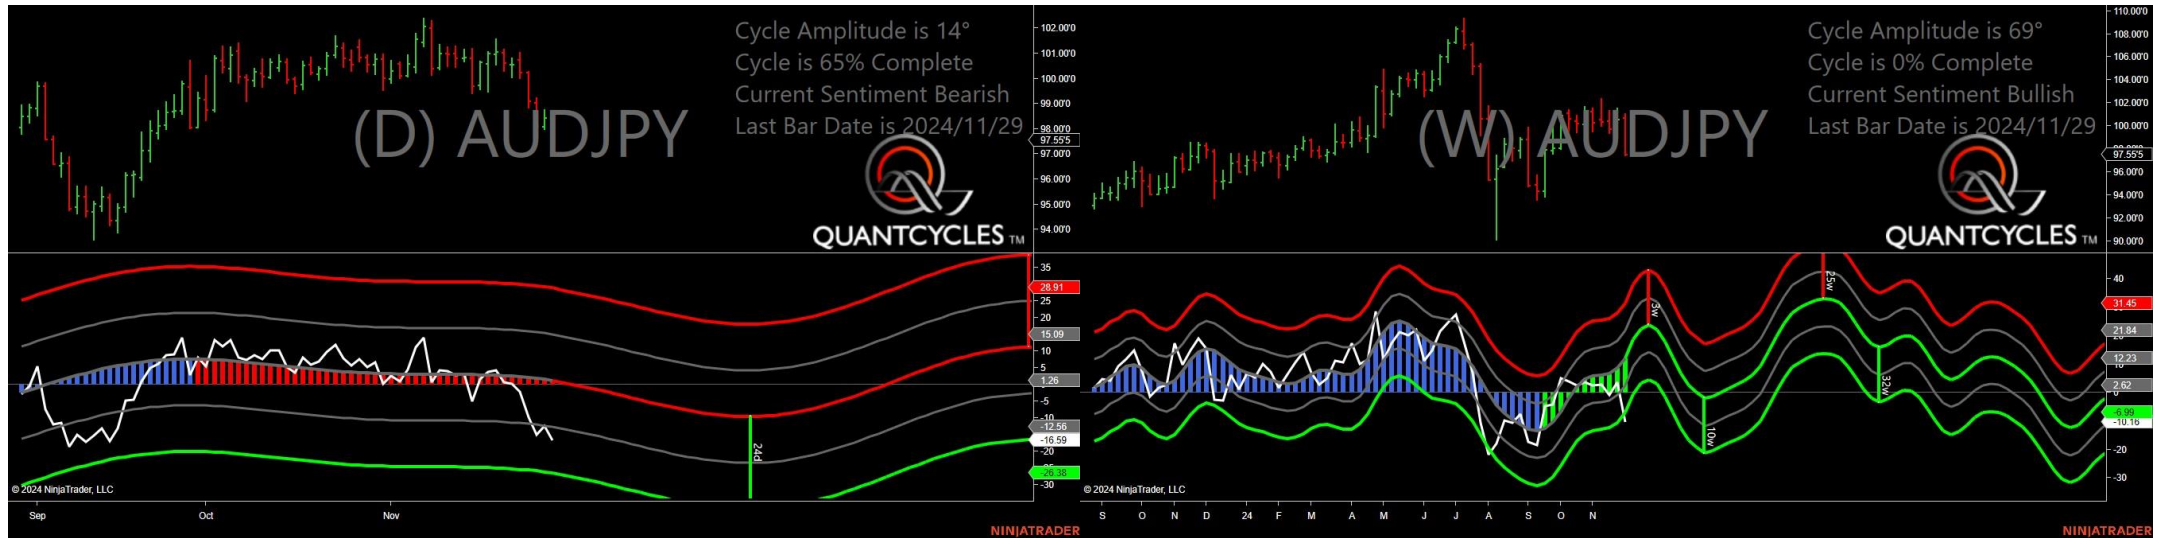 Cycle Amplitude is 14°
Cycle is 65% Complete
Current Sentiment Bearish
Last Bar Date is 2024/11/29
(D) AUDJPY
QUANTCYCLES TM
102.00'0
101.00'0
100.00'0
99.00'0
98.00'0
97.55'5
97.00'0
96.00'0
95.00'0
94.00'0
35
28.91
25
20
15.09
10
5
1.26
-5
-10
-12.56
-16.59
-20
-26.38
-30
24d
© 2024 NinjaTrader, LLC
Sep Oct Nov
NINJATRADER
Cycle Amplitude is 69°
Cycle is 0% Complete
Current Sentiment Bullish
Last Bar Date is 2024/11/29
(W) AUDJPY
QUANTCYCLES TM
110.00'0
108.00'0
106.00'0
104.00'0
102.00'0
100.00'0
97.55'5
96.00'0
94.00'0
92.00'0
90.00'0
40
31.45
21.84
12.23
2.62
-6.99
-10.16
-20
-30
3w
10w
25w
32w
© 2024 NinjaTrader, LLC
S O N D 24 F M A M J J A S O N
NINJATRADER